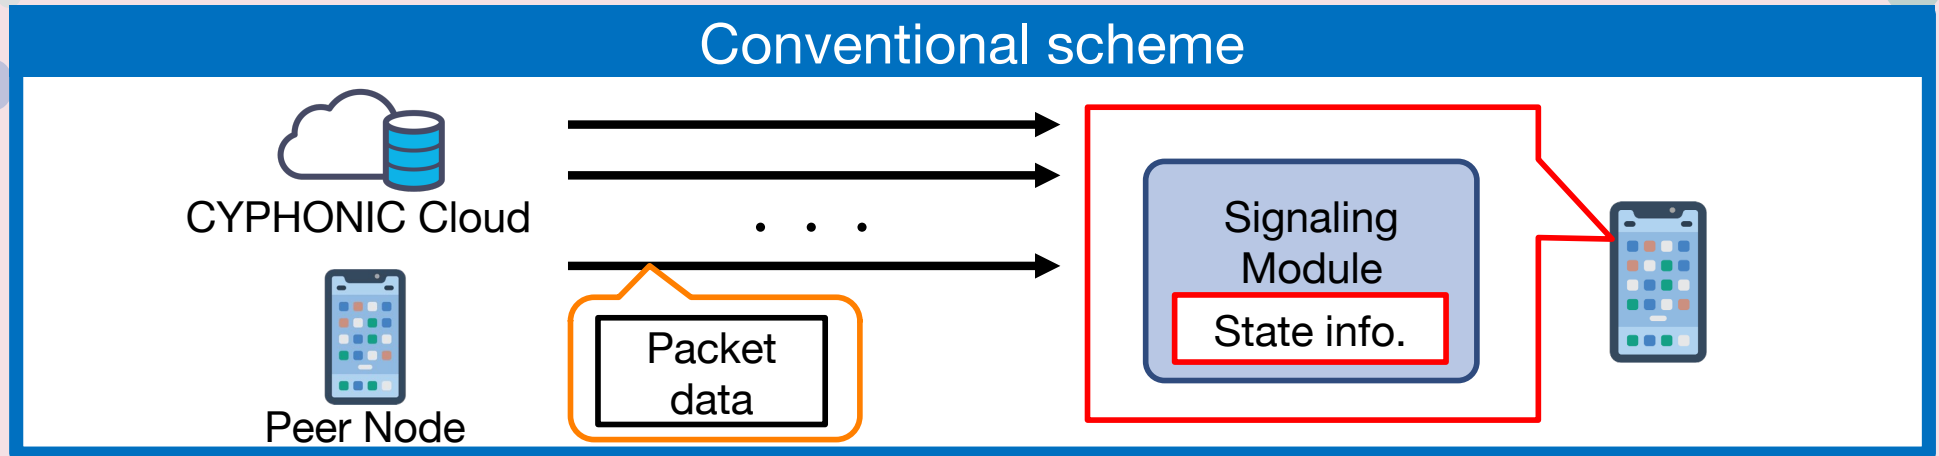 Conventional scheme
CYPHONIC Cloud
. . .
Peer Node
Packet
data
Signaling
Module
State info.